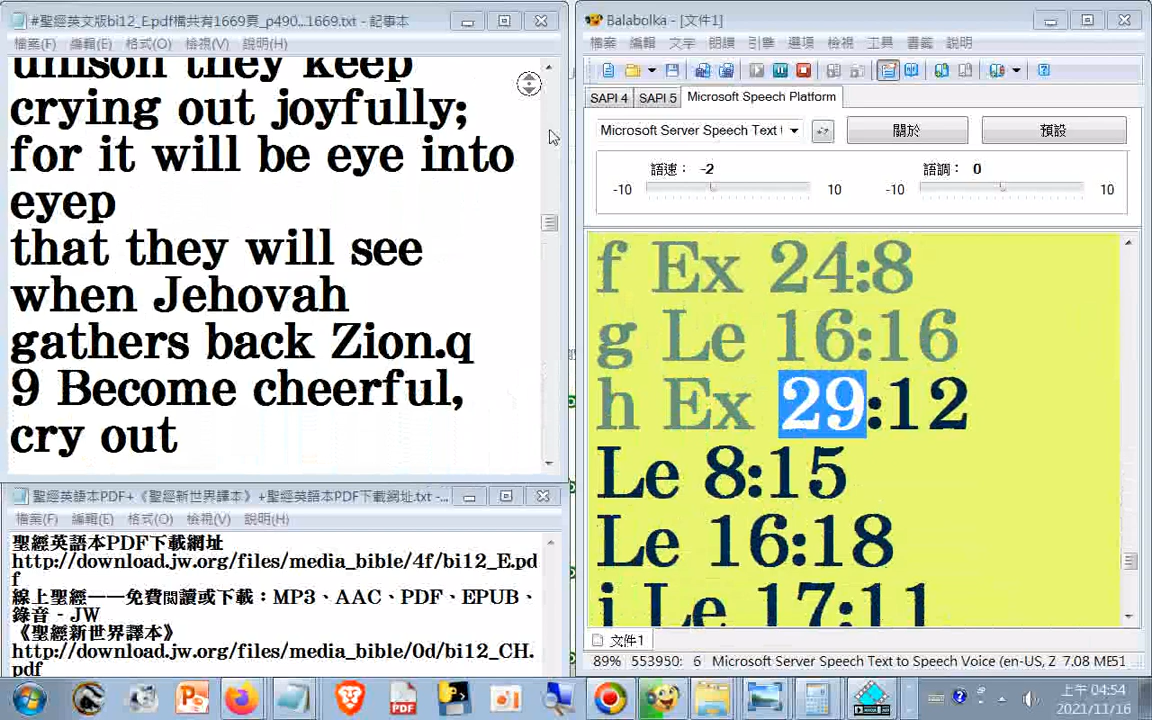 #聖經英文版bi12_E.pdf檔共有1669頁_p490...1669.txt - 記事本
檔案(F) 編輯(E) 格式(O) 檢視(V) 說明(H)
unison they keep
crying out joyfully;
for it will be eye into
eyep
that they will see
when Jehovah
gathers back Zion.q
9 Become cheerful,
cry out
聖經英語本PDF+《聖經新世界譯本》+聖經英語本PDF下載網址.txt -...
檔案(F) 編輯(E) 格式(O) 檢視(V) 說明(H)
聖經英語本PDF下載網址
http://download.jw.org/files/media_bible/4f/bi12_E.pd
f
線上聖經——免費閱讀或下載：MP3、AAC、PDF、EPUB、
錄音 - JW
《聖經新世界譯本》
http://download.jw.org/files/media_bible/0d/bi12_CH.
pdf
Balabolka - [文件1]
檔案 編輯 文字 朗讀 引擎 選項 檢視 工具 書籤 說明
SAPI 4 SAPI 5 Microsoft Speech Platform
Microsoft Server Speech Text 關於 預設
語速： -2 語調： 0
-10 10 -10 10
f Ex 24:8
g Le 16:16
h Ex 29:12
Le 8:15
Le 16:18
i Le 17:11
文件1
89% 553950: 6 Microsoft Server Speech Text to Speech Voice (en-US, Z 7.08 ME51
上午 04:54
2021/11/16